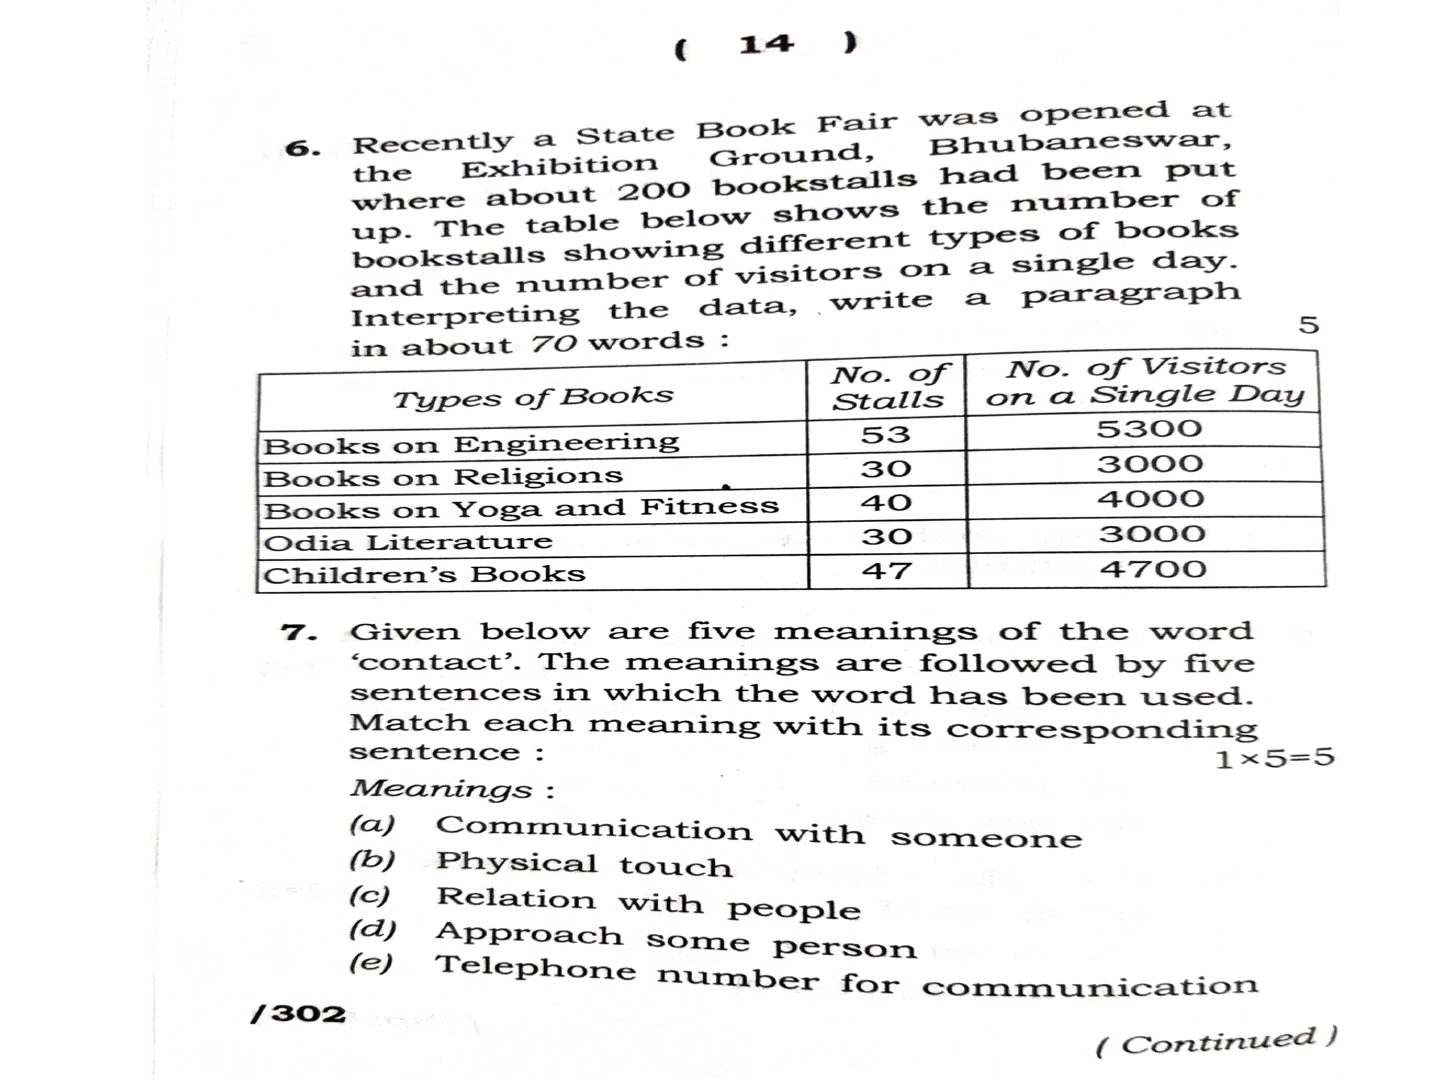 ( 14 )
6. Recently a State Book Fair was opened at
the Exhibition Ground, Bhubaneswar,
where about 200 bookstalls had been put
up. The table below shows the number of
bookstalls showing different types of books
and the number of visitors on a single day.
Interpreting the data, write a paragraph
in about 70 words : 5
Types of Books No. of Stalls No. of Visitors on a Single Day
Books on Engineering 53 5300
Books on Religions 30 3000
Books on Yoga and Fitness 40 4000
Odia Literature 30 3000
Children's Books 47 4700
7. Given below are five meanings of the word
'contact'. The meanings are followed by five
sentences in which the word has been used.
Match each meaning with its corresponding
sentence : 1×5=5
Meanings :
(a) Communication with someone
(b) Physical touch
(c) Relation with people
(d) Approach some person
(e) Telephone number for communication
/302
( Continued )